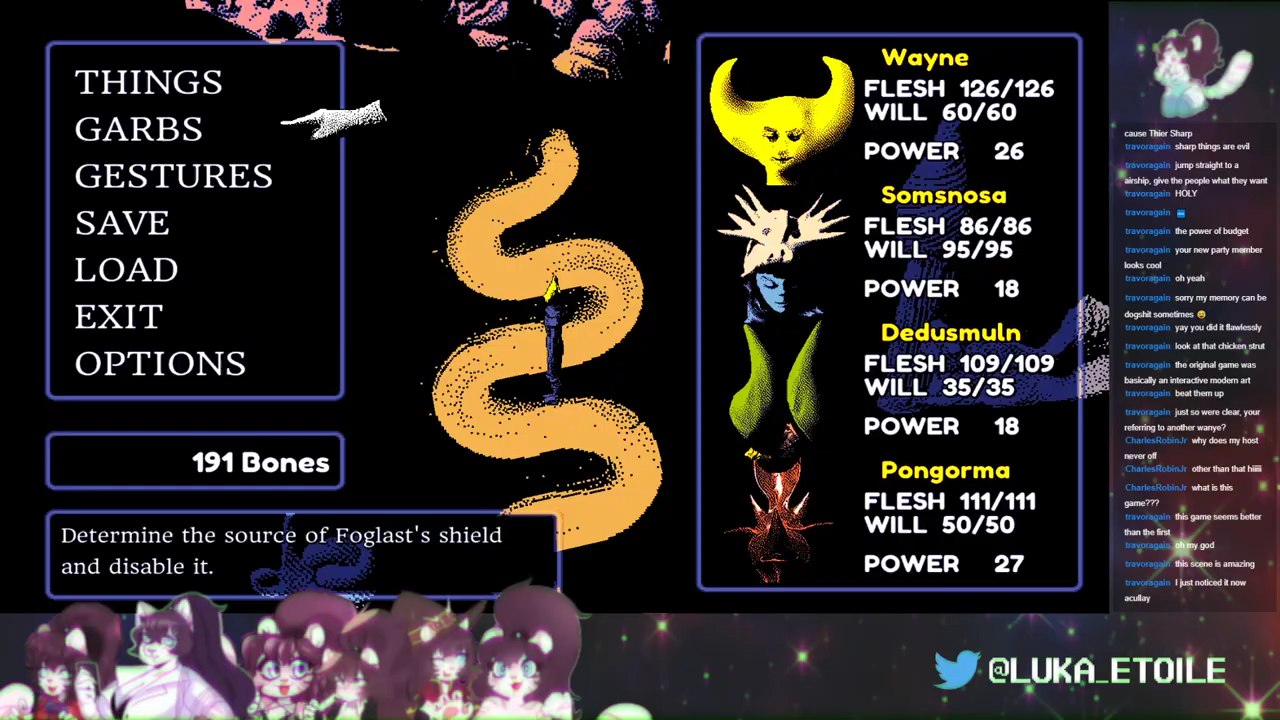 THINGS
GARBS
GESTURES
SAVE
LOAD
EXIT
OPTIONS
191 Bones
Determine the source of Foglast's shield
and disable it.
Wayne
FLESH 126/126
WILL 60/60
POWER 26
Somsnosa
FLESH 86/86
WILL 95/95
POWER 18
Dedusmuln
FLESH 109/109
WILL 35/35
POWER 18
Pongorma
FLESH 111/111
WILL 50/50
POWER 27
cause Thier Sharp
travoragain sharp things are evil
travoragain jump straight to a
airship, give the people what they want
travoragain HOLY
travoragain
travoragain the power of budget
travoragain your new party member
looks cool
travoragain oh yeah
travoragain sorry my memory can be
dogshit sometimes 😅
travoragain yay you did it flawlessly
travoragain look at that chicken strut
travoragain the original game was
basically an interactive modern art
travoragain beat them up
travoragain just so were clear, your
referring to another wanye?
CharlesRobinJr why does my host
never off
CharlesRobinJr other than that hiiiii
CharlesRobinJr what is this
game???
travoragain this game seems better
than the first
travoragain oh my god
travoragain this scene is amazing
travoragain I just noticed it now
acullay
@LUKA_ETOILE